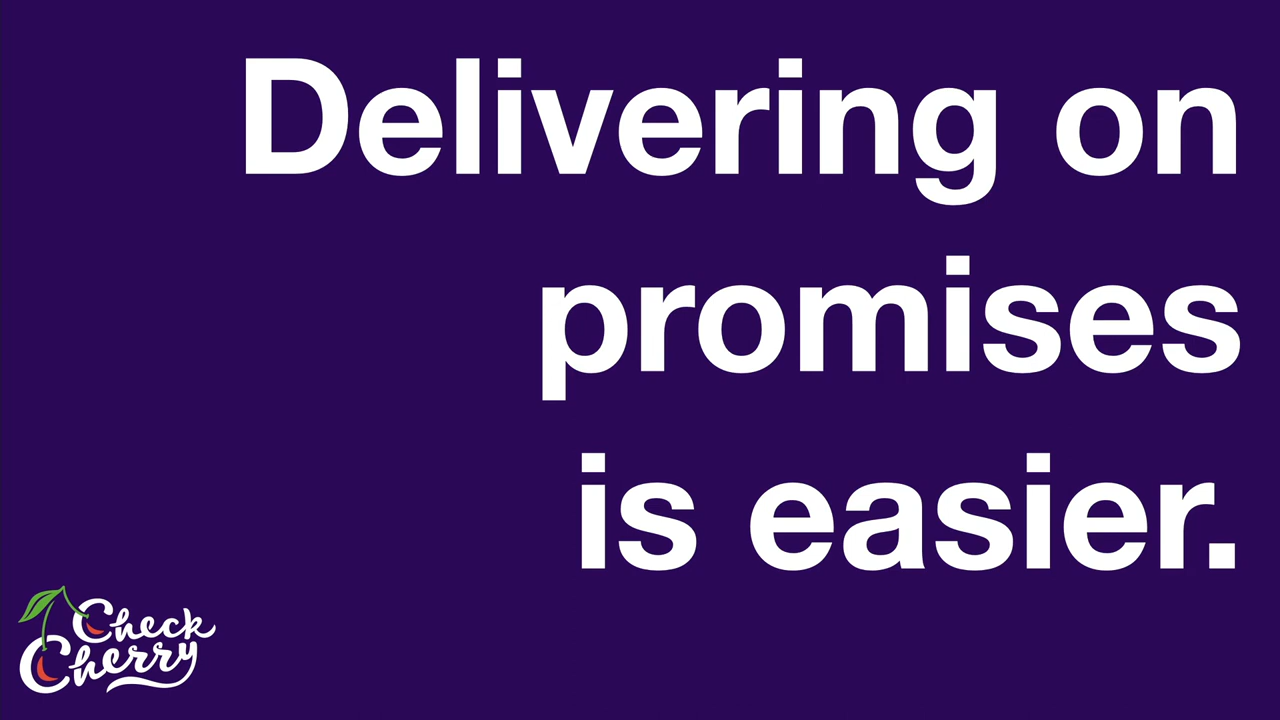 Delivering on
promises
is easier.
Check
Cherry